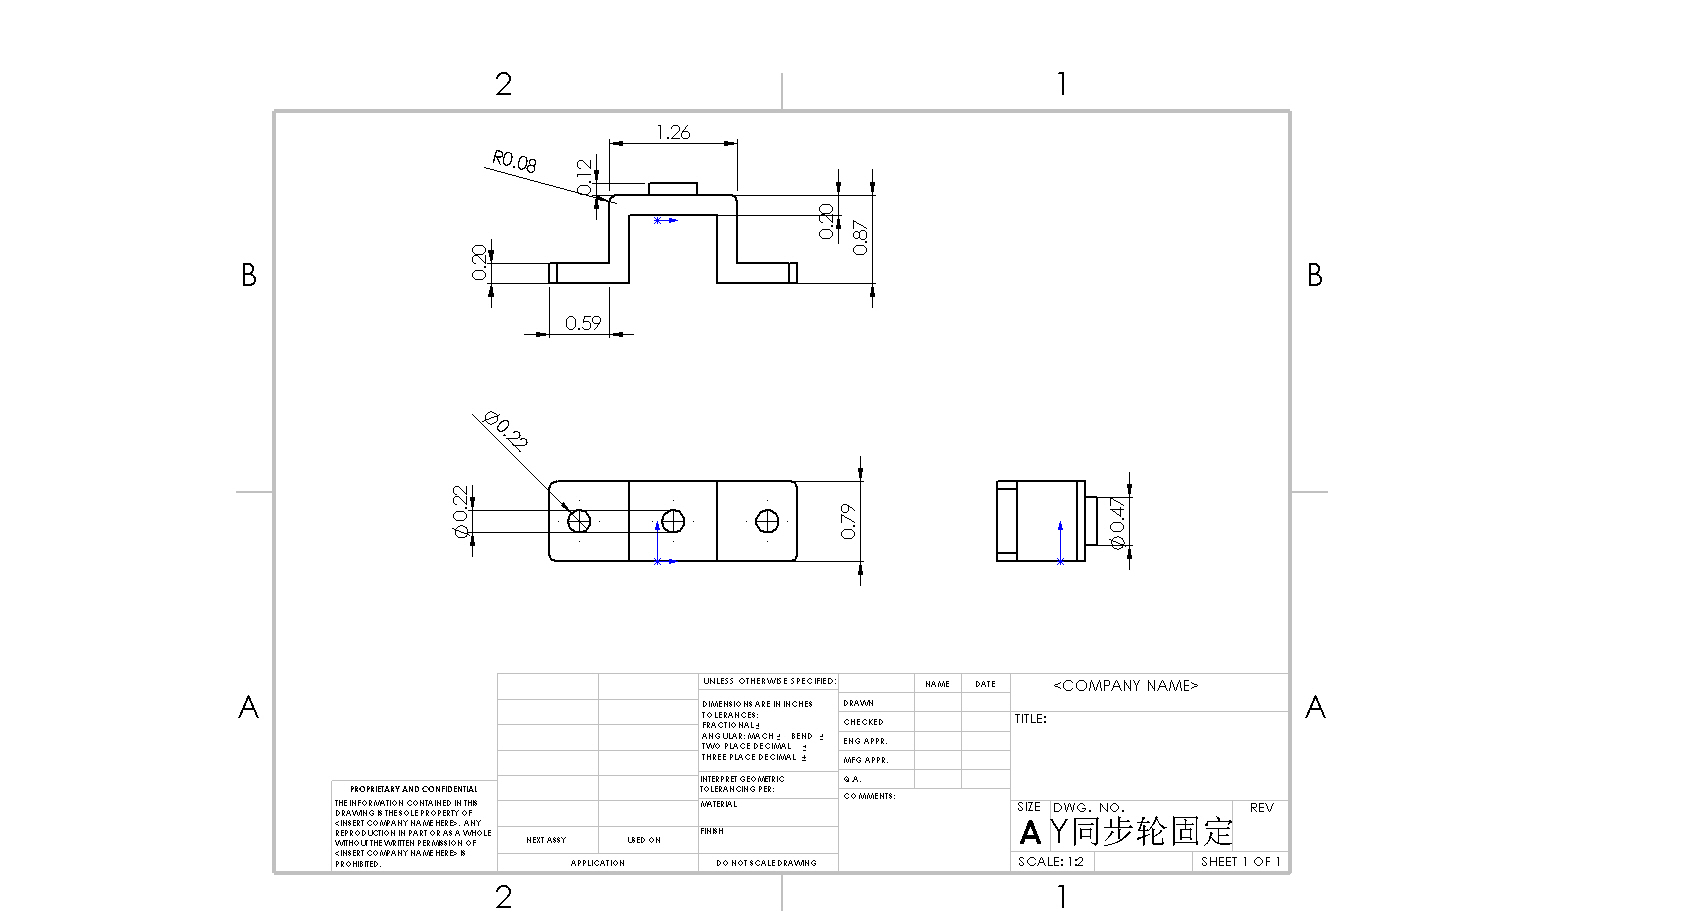 2 1
1.26
R0.08
0.12
0.20
0.87
0.20
0.59
B B
∅0.22
∅0.22
0.79
∅0.47
A A
UNLESS OTHERWISE SPECIFIED:
DIMENSIONS ARE IN INCHES
TOLERANCES:
FRACTIONAL±
ANGULAR: MACH± BEND ±
TWO PLACE DECIMAL ±
THREE PLACE DECIMAL ±
INTERPRET GEOMETRIC
TOLERANCING PER:
MATERIAL
FINISH
DO NOT SCALE DRAWING
NAME DATE
DRAWN
CHECKED
ENG APPR.
MFG APPR.
Q.A.
COMMENTS:
<COMPANY NAME>
TITLE:
SIZE DWG. NO. REV
A Y同步轮固定
SCALE: 1:2 SHEET 1 OF 1
PROPRIETARY AND CONFIDENTIAL
THE INFORMATION CONTAINED IN THIS
DRAWING IS THE SOLE PROPERTY OF
<INSERT COMPANY NAME HERE>. ANY
REPRODUCTION IN PART OR AS A WHOLE
WITHOUT THE WRITTEN PERMISSION OF
<INSERT COMPANY NAME HERE> IS
PROHIBITED.
NEXT ASSY USED ON
APPLICATION
2 1